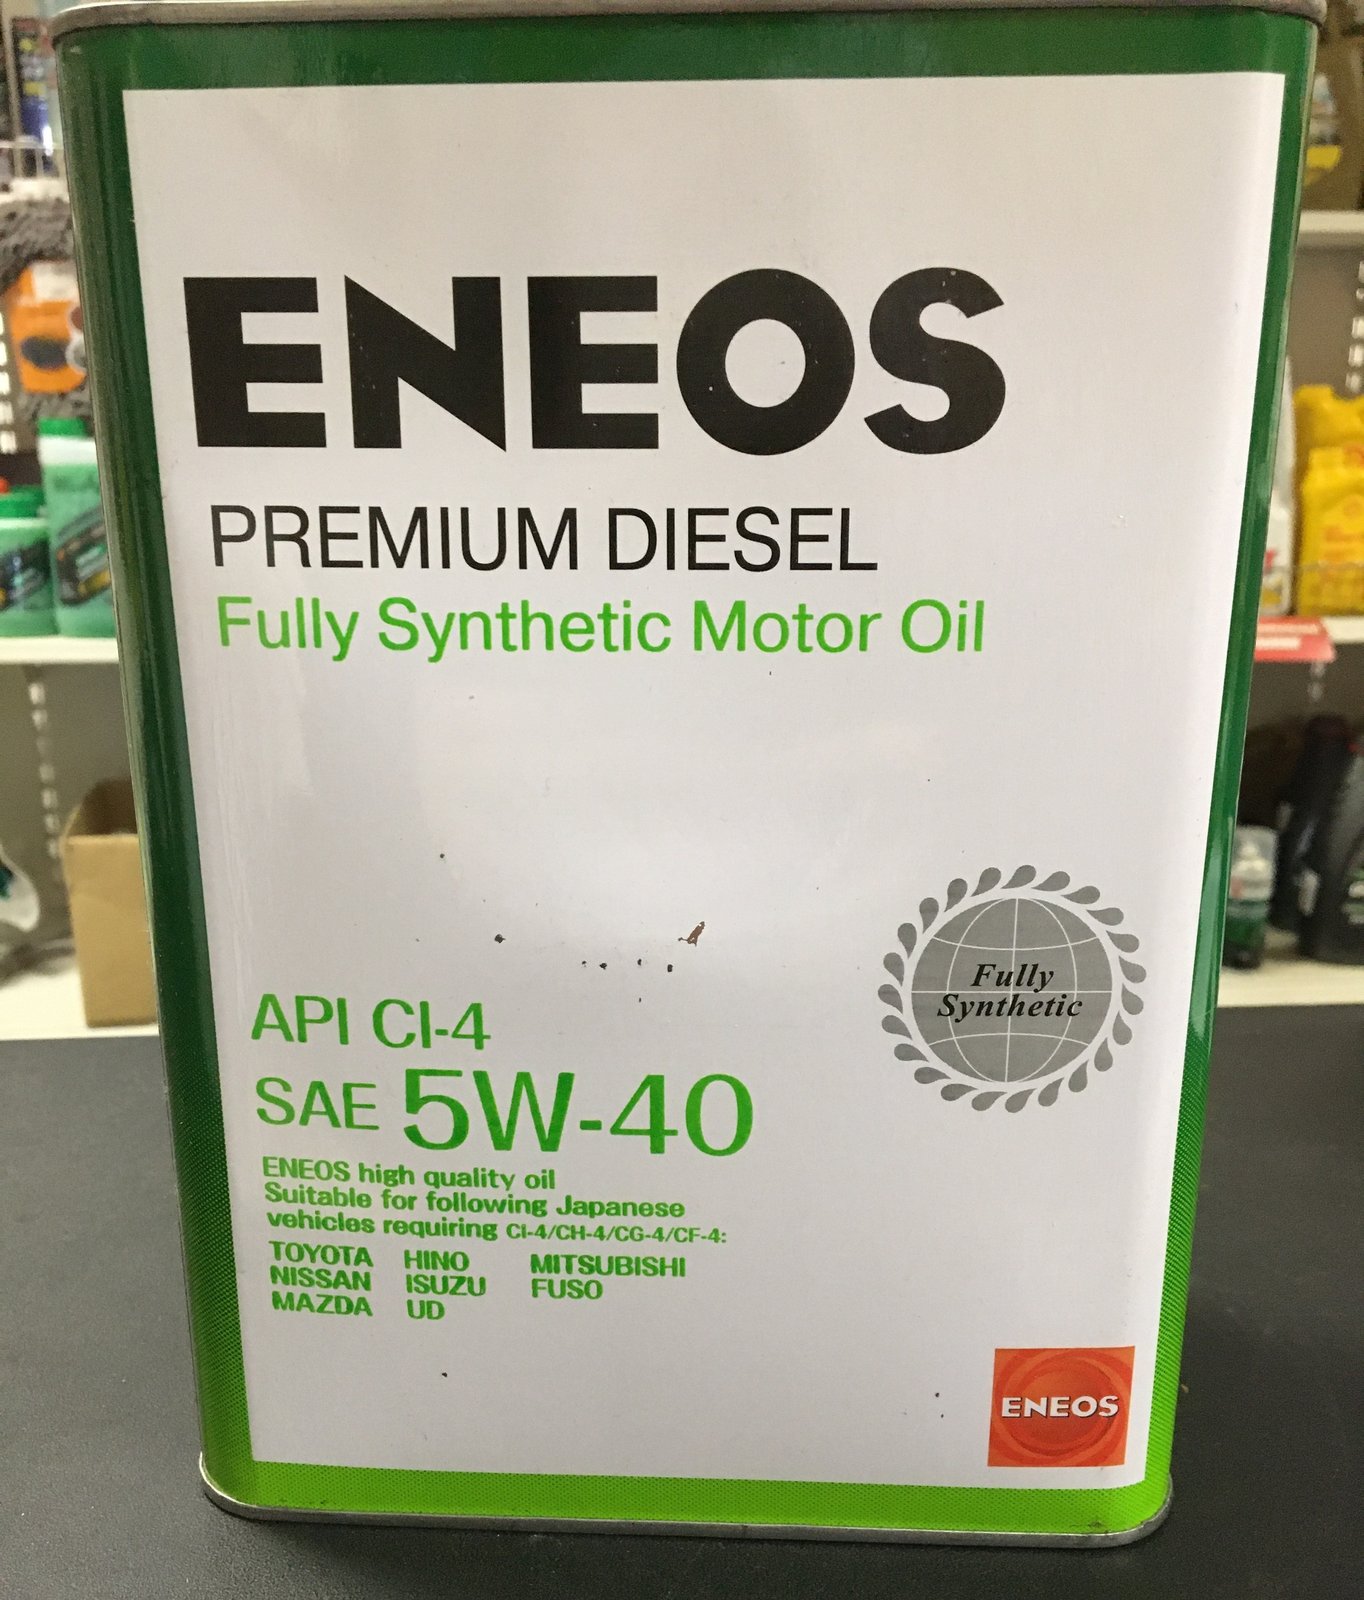 ENEOS
PREMIUM DIESEL
Fully Synthetic Motor Oil
Fully
Synthetic
API CI-4
SAE 5W-40
ENEOS high quality oil
Suitable for following Japanese
vehicles requiring CI-4/CH-4/CG-4/CF-4:
TOYOTA HINO MITSUBISHI
NISSAN ISUZU FUSO
MAZDA UD
ENEOS